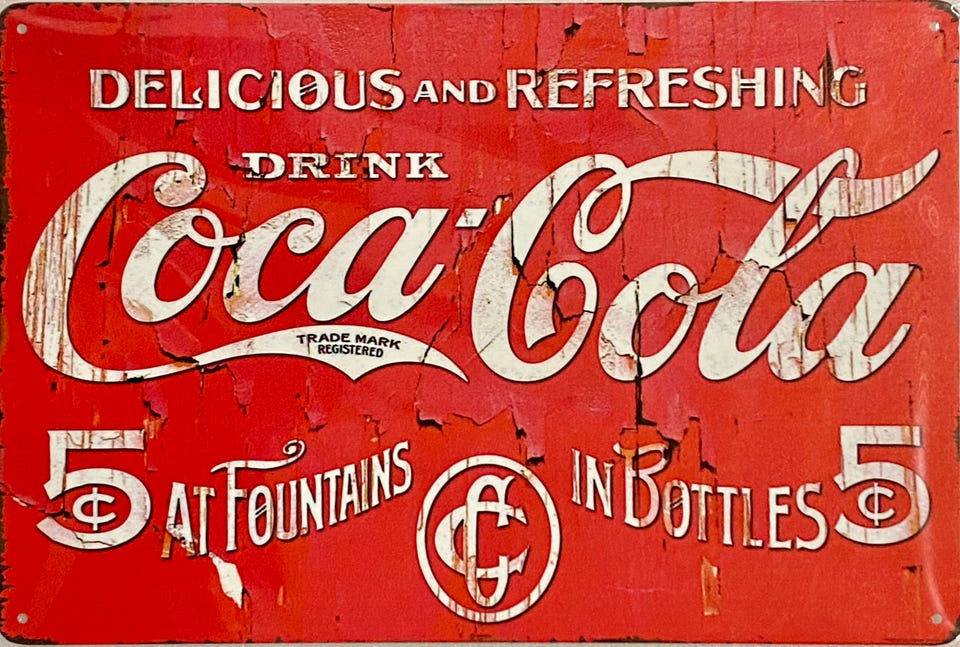 DELICIOUS AND REFRESHING
DRINK
Coca-Cola
TRADE MARK
REGISTERED
5¢ AT FOUNTAINS CC IN BOTTLES 5¢